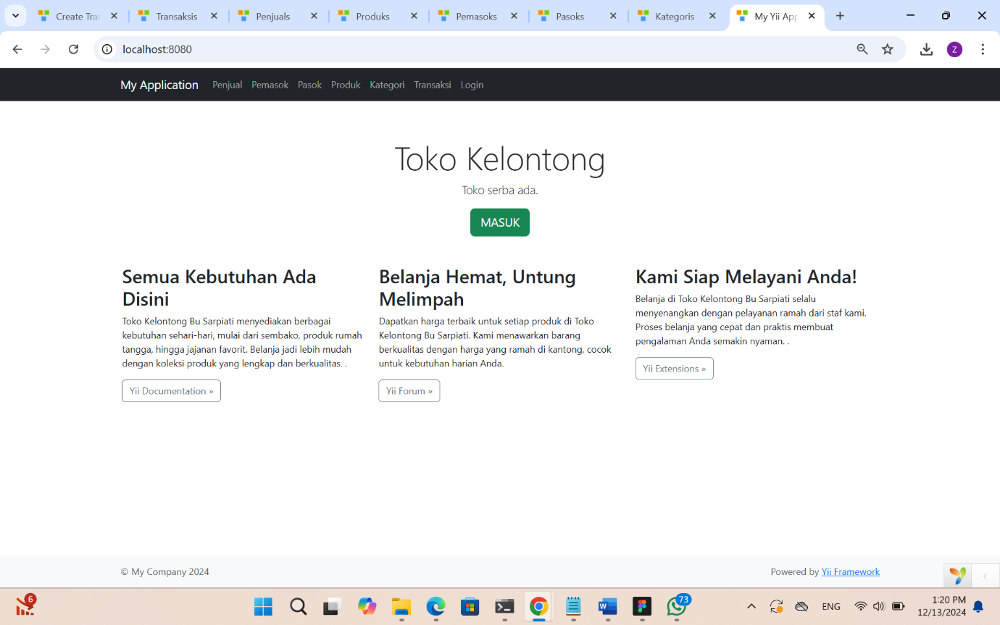 Create Tran
Transaksis
Penjuals
Produks
Pemasoks
Pasoks
Kategoris
My Yii App
localhost:8080
Z
My Application
Penjual
Pemasok
Pasok
Produk
Kategori
Transaksi
Login
Toko Kelontong
Toko serba ada.
MASUK
Semua Kebutuhan Ada
Disini
Toko Kelontong Bu Sarpiati menyediakan berbagai
kebutuhan sehari-hari, mulai dari sembako, produk rumah
tangga, hingga jajanan favorit. Belanja jadi lebih mudah
dengan koleksi produk yang lengkap dan berkualitas. .
Yii Documentation »
Belanja Hemat, Untung
Melimpah
Dapatkan harga terbaik untuk setiap produk di Toko
Kelontong Bu Sarpiati. Kami menawarkan barang
berkualitas dengan harga yang ramah di kantong, cocok
untuk kebutuhan harian Anda.
Yii Forum »
Kami Siap Melayani Anda!
Belanja di Toko Kelontong Bu Sarpiati selalu
menyenangkan dengan pelayanan ramah dari staf kami.
Proses belanja yang cepat dan praktis membuat
pengalaman Anda semakin nyaman. .
Yii Extensions »
© My Company 2024
Powered by Yii Framework
6
W
73
ENG
1:20 PM
12/13/2024